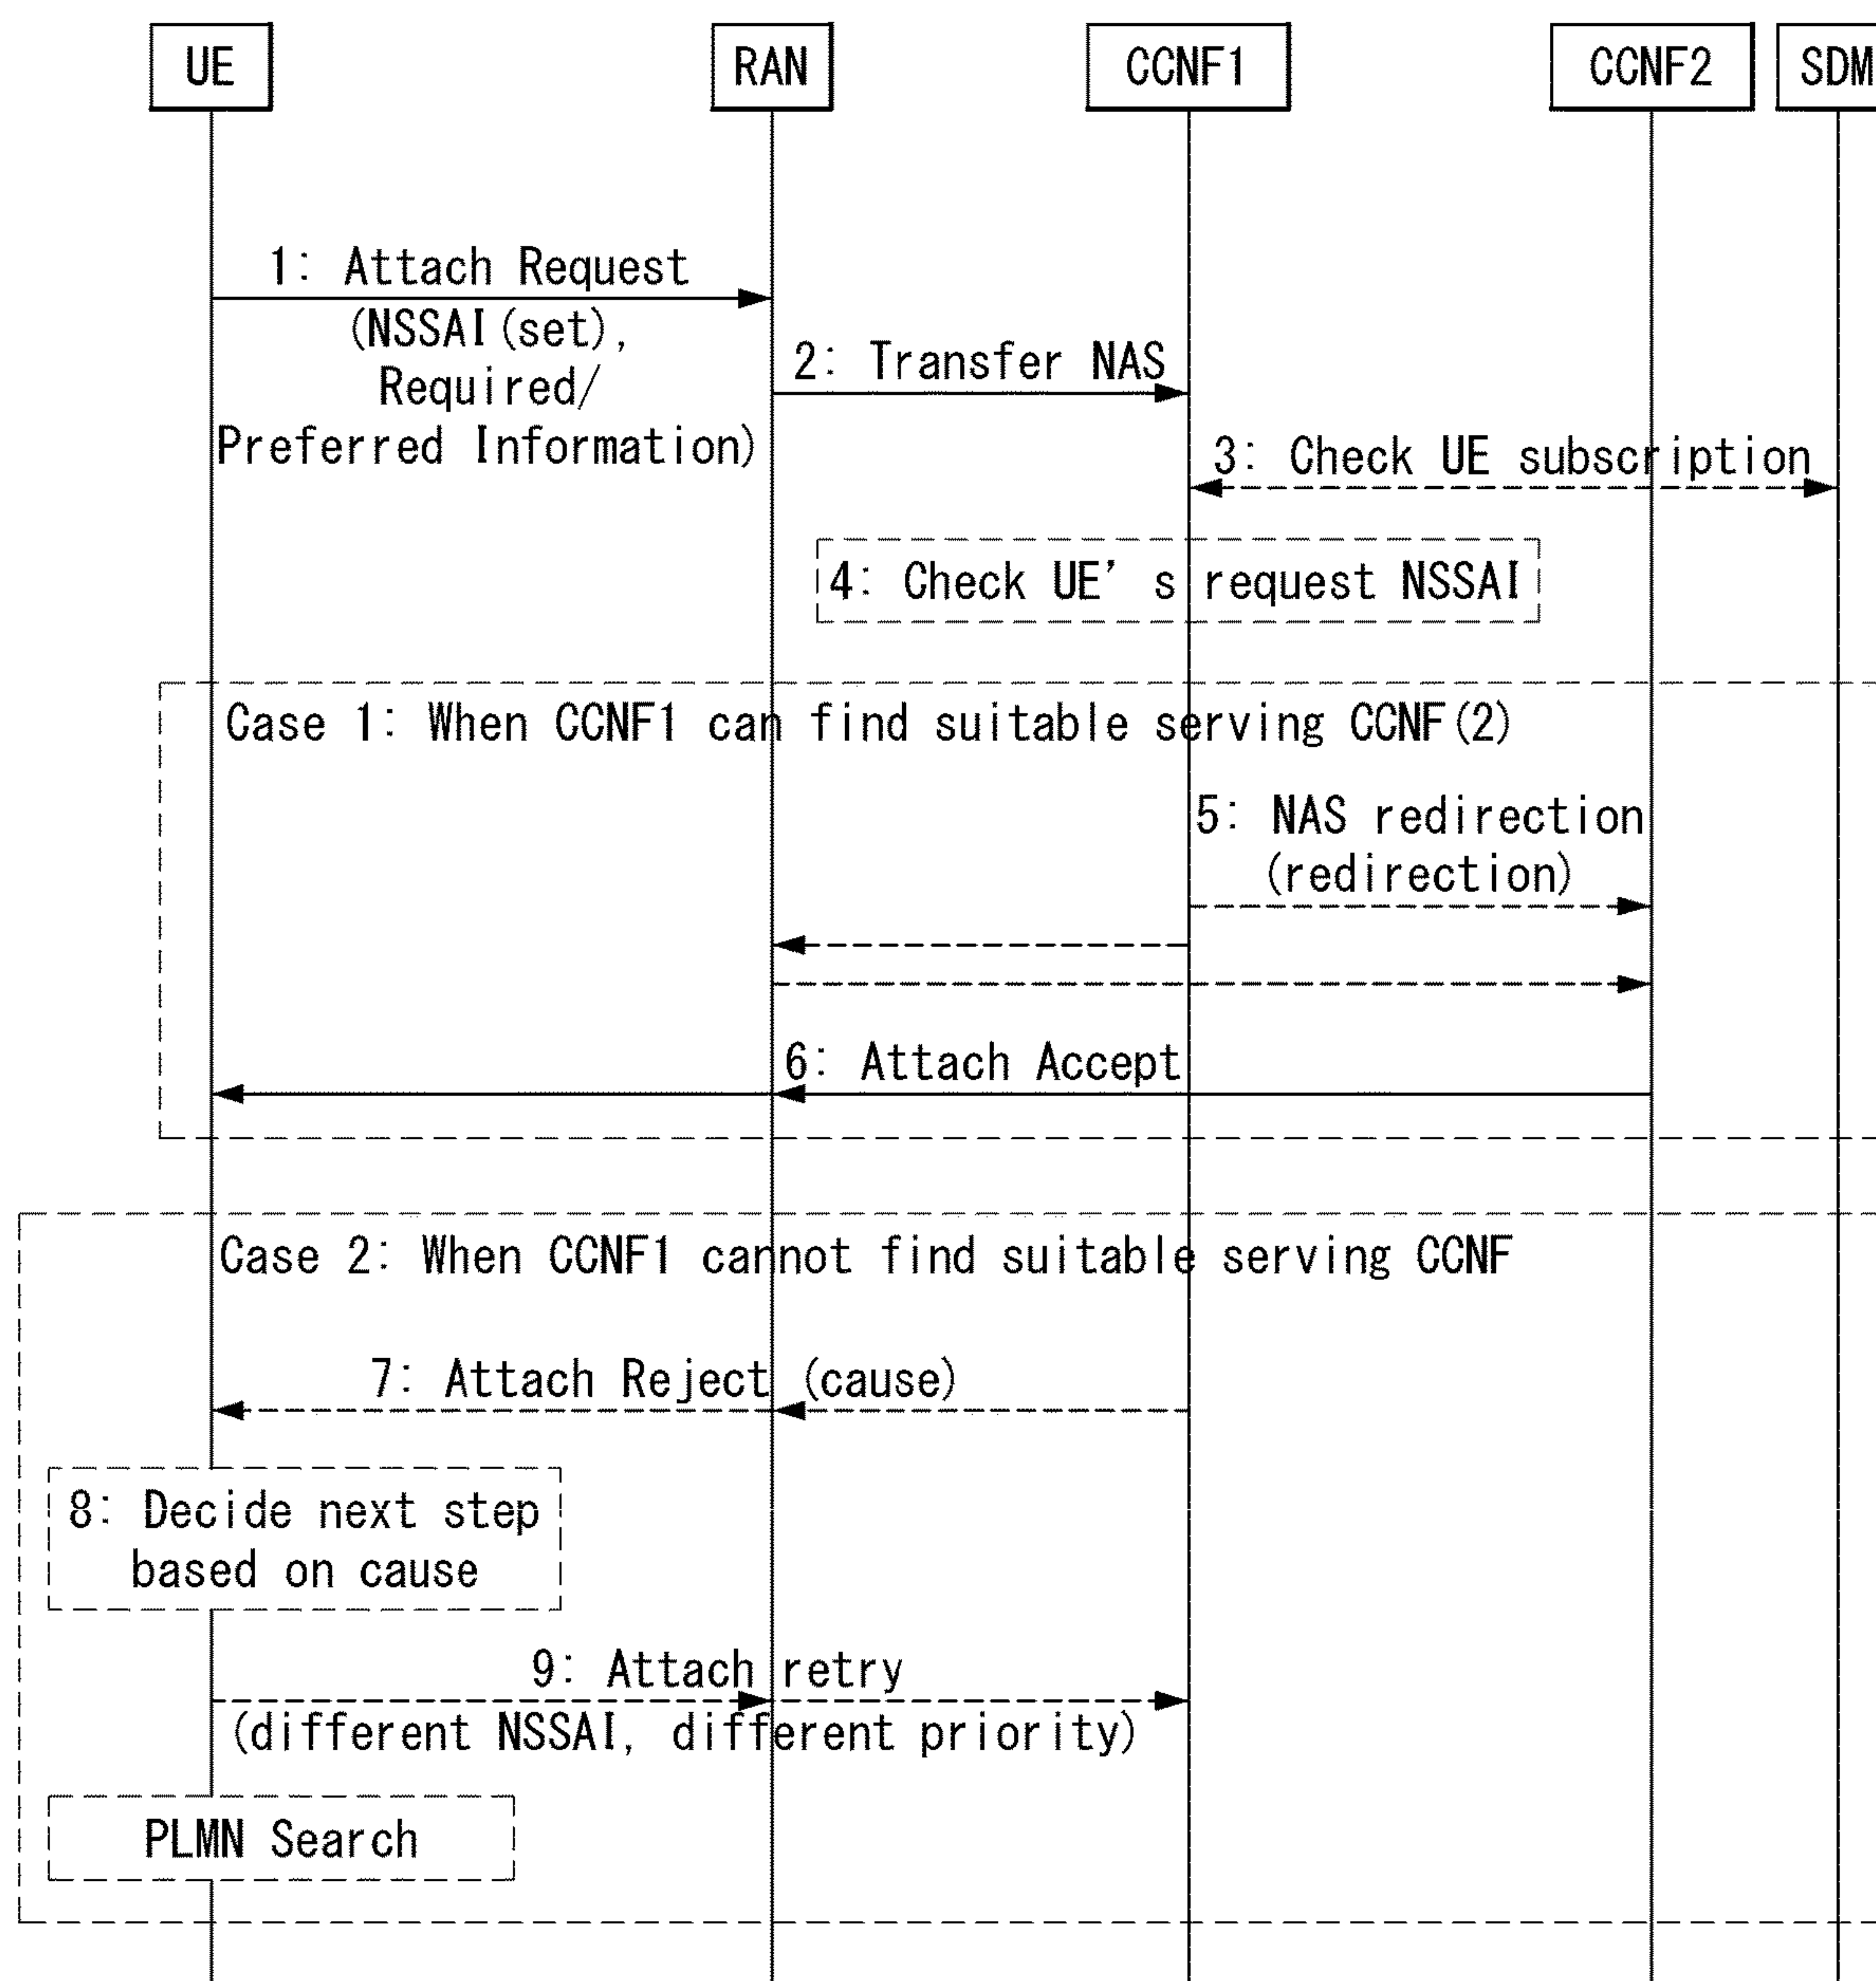 UE
RAN
CCNF1
CCNF2
SDM
1: Attach Request
(NSSAI(set),
Required/
Preferred Information)
2: Transfer NAS
3: Check UE subscription
4: Check UE's request NSSAI
Case 1: When CCNF1 can find suitable serving CCNF(2)
5: NAS redirection
(redirection)
6: Attach Accept
Case 2: When CCNF1 cannot find suitable serving CCNF
7: Attach Reject (cause)
8: Decide next step
based on cause
9: Attach retry
(different NSSAI, different priority)
PLMN Search